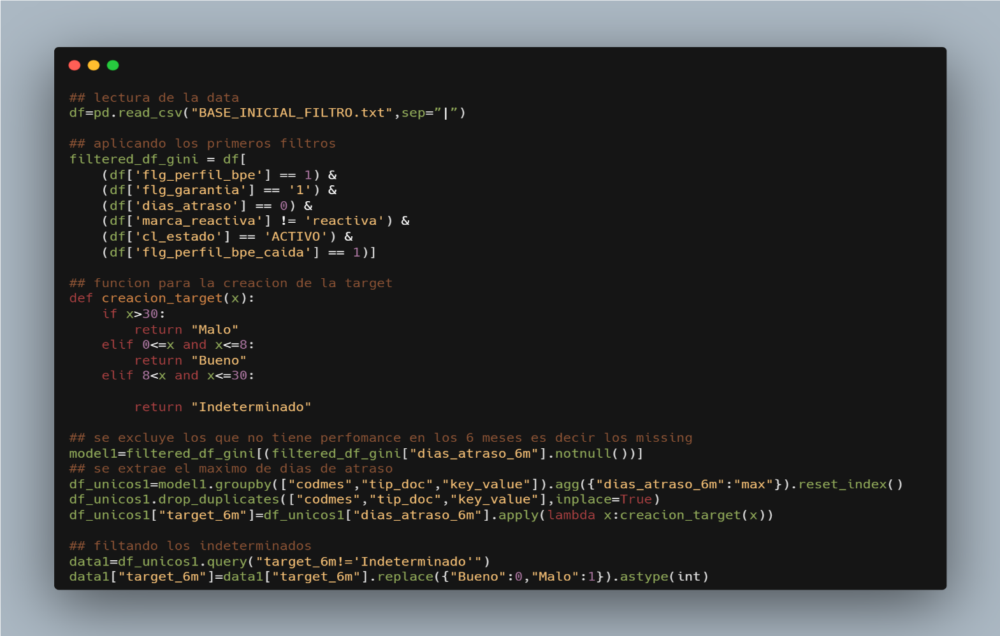 ## lectura de la data
df=pd.read_csv("BASE_INICIAL_FILTRO.txt",sep=”|”)
## aplicando los primeros filtros
filtered_df_gini = df[
    (df['flg_perfil_bpe'] == 1) &
    (df['flg_garantia'] == '1') &
    (df['dias_atraso'] == 0) &
    (df['marca_reactiva'] != 'reactiva') &
    (df['cl_estado'] == 'ACTIVO') &
    (df['flg_perfil_bpe_caida'] == 1)]
## funcion para la creacion de la target
def creacion_target(x):
    if x>30:
        return "Malo"
    elif 0<=x and x<=8:
        return "Bueno"
    elif 8<x and x<=30:
        return "Indeterminado"
## se excluye los que no tiene perfomance en los 6 meses es decir los missing
model1=filtered_df_gini[(filtered_df_gini["dias_atraso_6m"].notnull())]
## se extrae el maximo de dias de atraso
df_unicos1=model1.groupby(["codmes","tip_doc","key_value"]).agg({"dias_atraso_6m":"max"}).reset_index()
df_unicos1.drop_duplicates(["codmes","tip_doc","key_value"],inplace=True)
df_unicos1["target_6m"]=df_unicos1["dias_atraso_6m"].apply(lambda x:creacion_target(x))
## filtando los indeterminados
data1=df_unicos1.query("target_6m!='Indeterminado'")
data1["target_6m"]=data1["target_6m"].replace({"Bueno":0,"Malo":1}).astype(int)